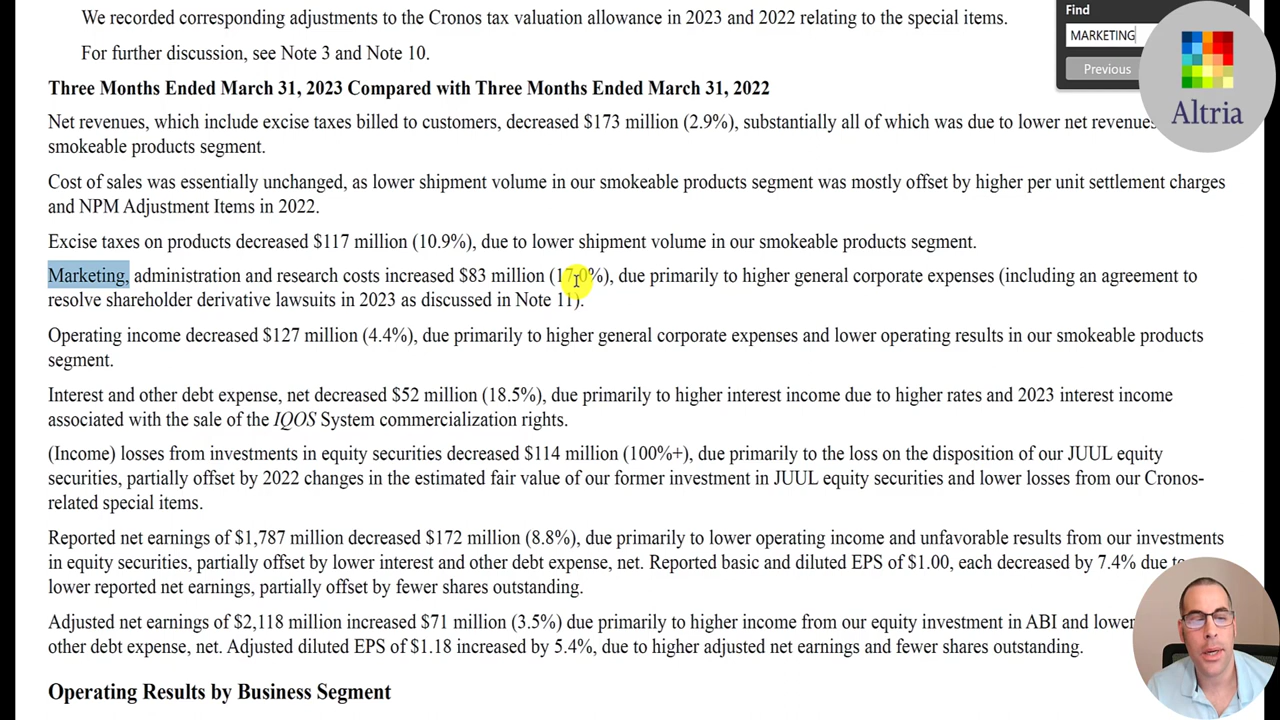 We recorded corresponding adjustments to the Cronos tax valuation allowance in 2023 and 2022 relating to the special items.
For further discussion, see Note 3 and Note 10.
Find
MARKETING
Previous
Altria
Three Months Ended March 31, 2023 Compared with Three Months Ended March 31, 2022
Net revenues, which include excise taxes billed to customers, decreased $173 million (2.9%), substantially all of which was due to lower net revenues
smokeable products segment.
Cost of sales was essentially unchanged, as lower shipment volume in our smokeable products segment was mostly offset by higher per unit settlement charges
and NPM Adjustment Items in 2022.
Excise taxes on products decreased $117 million (10.9%), due to lower shipment volume in our smokeable products segment.
Marketing, administration and research costs increased $83 million (17.0%), due primarily to higher general corporate expenses (including an agreement to
resolve shareholder derivative lawsuits in 2023 as discussed in Note 11).
Operating income decreased $127 million (4.4%), due primarily to higher general corporate expenses and lower operating results in our smokeable products
segment.
Interest and other debt expense, net decreased $52 million (18.5%), due primarily to higher interest income due to higher rates and 2023 interest income
associated with the sale of the IQOS System commercialization rights.
(Income) losses from investments in equity securities decreased $114 million (100%+), due primarily to the loss on the disposition of our JUUL equity
securities, partially offset by 2022 changes in the estimated fair value of our former investment in JUUL equity securities and lower losses from our Cronos-
related special items.
Reported net earnings of $1,787 million decreased $172 million (8.8%), due primarily to lower operating income and unfavorable results from our investments
in equity securities, partially offset by lower interest and other debt expense, net. Reported basic and diluted EPS of $1.00, each decreased by 7.4% due
lower reported net earnings, partially offset by fewer shares outstanding.
Adjusted net earnings of $2,118 million increased $71 million (3.5%) due primarily to higher income from our equity investment in ABI and lower
other debt expense, net. Adjusted diluted EPS of $1.18 increased by 5.4%, due to higher adjusted net earnings and fewer shares outstanding.
Operating Results by Business Segment